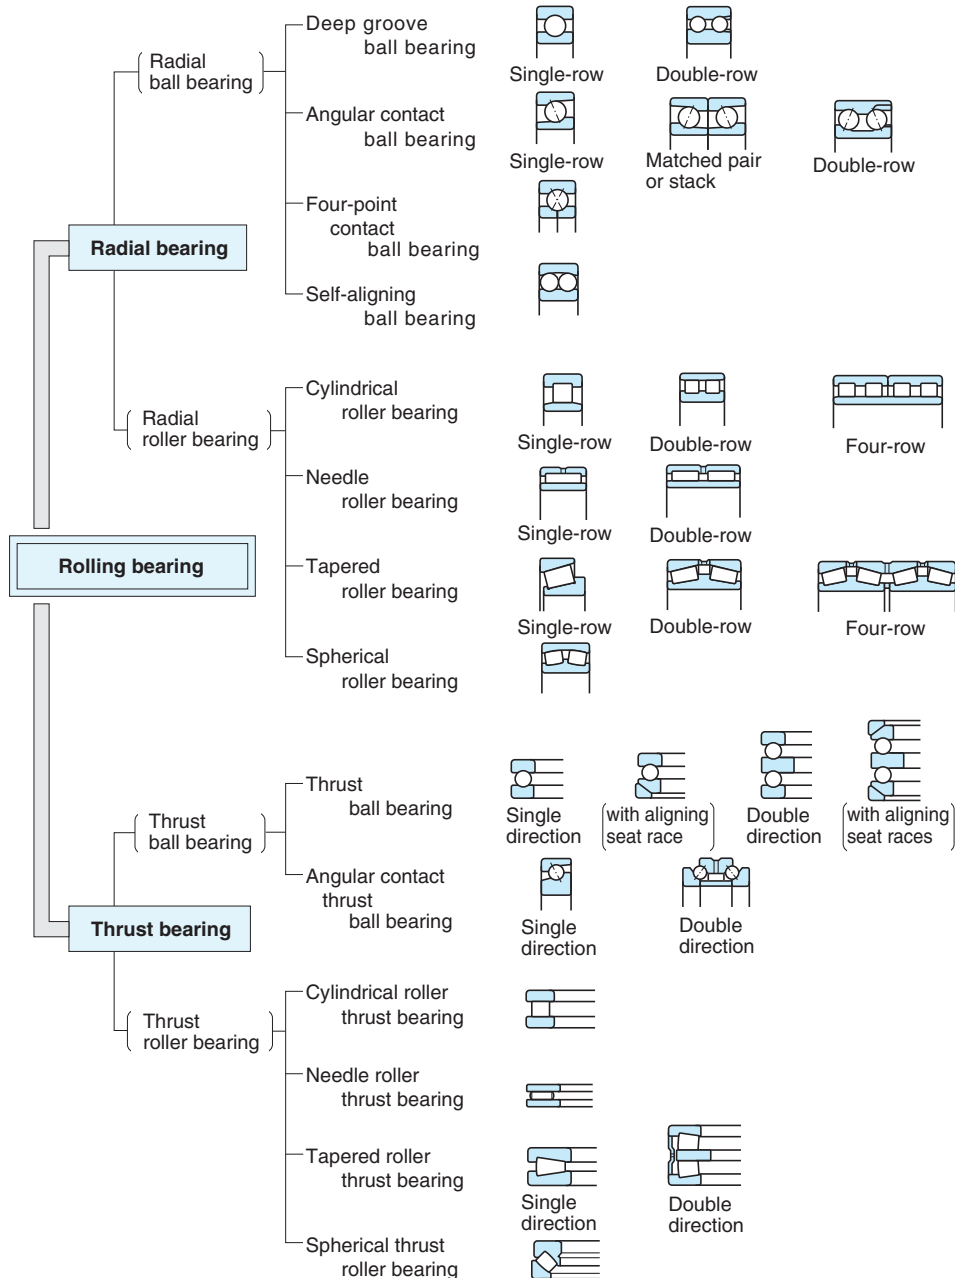 Deep groove
ball bearing
Radial
ball bearing
Single-row
Double-row
Angular contact
ball bearing
Single-row
Matched pair
or stack
Double-row
Four-point
contact
ball bearing
Radial bearing
Self-aligning
ball bearing
Cylindrical
roller bearing
Radial
roller bearing
Single-row
Double-row
Four-row
Needle
roller bearing
Single-row
Double-row
Rolling bearing
Tapered
roller bearing
Single-row
Double-row
Four-row
Spherical
roller bearing
Thrust
ball bearing
Thrust
ball bearing
Single
direction
(with aligning
seat race)
Double
direction
(with aligning
seat races)
Angular contact
thrust
ball bearing
Single
direction
Double
direction
Thrust bearing
Cylindrical roller
thrust bearing
Thrust
roller bearing
Needle roller
thrust bearing
Tapered roller
thrust bearing
Single
direction
Double
direction
Spherical thrust
roller bearing